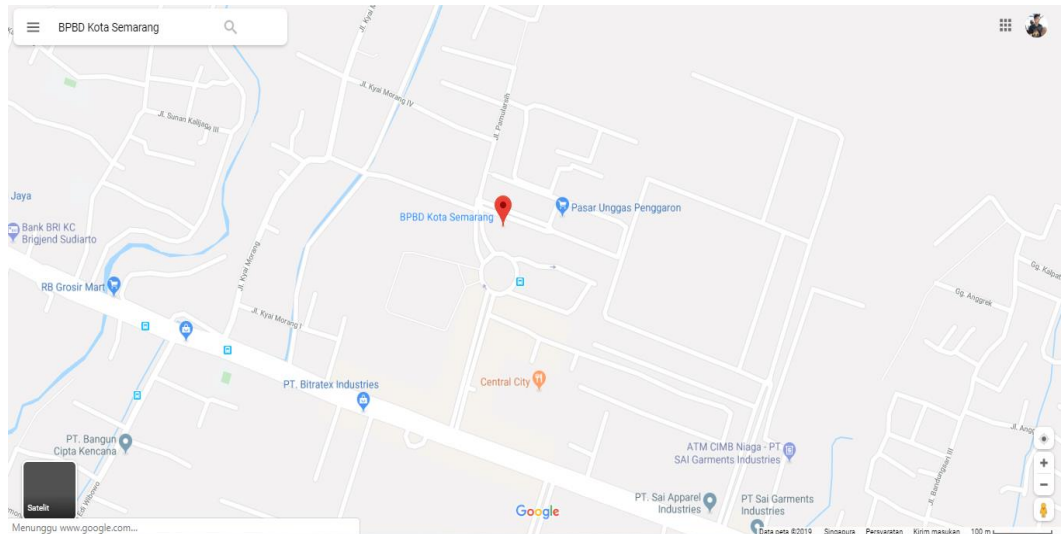 BPBD Kota Semarang
Jl. Kyai Morang IV
Jl. Sunan Kalijaga III
Jl. Pamularsih
Jaya
Bank BRI KC
Brigjend Sudiarto
BPBD Kota Semarang
Pasar Unggas Penggaron
Jl. Kyai Morang
RB Grosir Mart
Jl. Kyai Morang I
Gg. Anggrek
PT. Bitratex Industries
Central City
PT. Bangun
Cipta Kencana
ATM CIMB Niaga - PT
SAI Garments Industries
Jl. Bandungsari III
PT. Sai Apparel
Industries
PT Sai Garments
Industries
Satelit
Google
Menunggu www.google.com...
Data peta ©2019 Singapura Persyaratan Kirim masukan 100 m